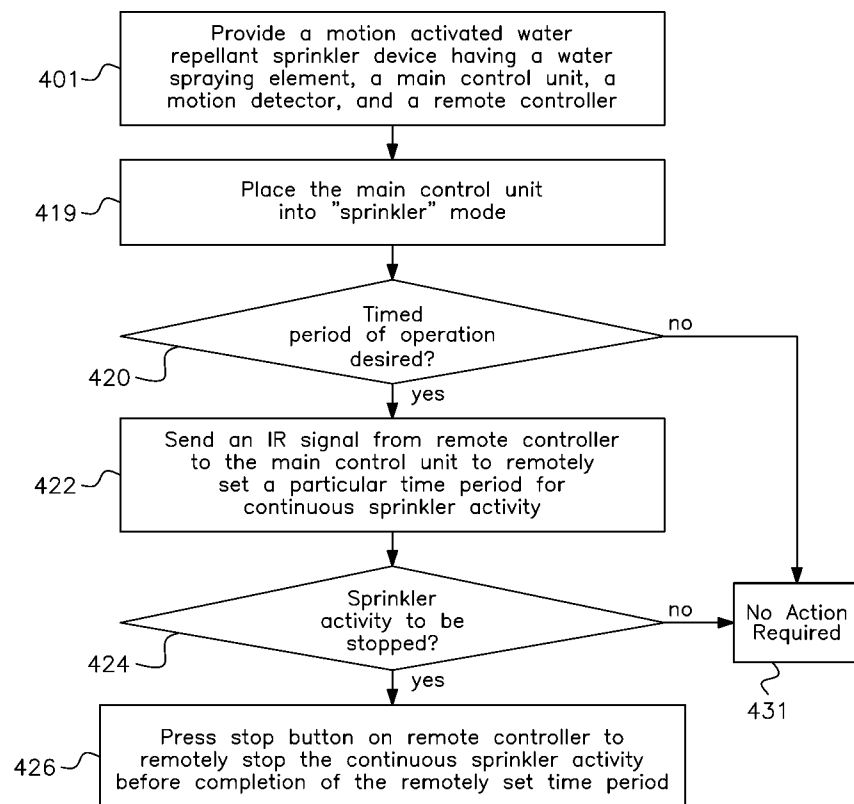 Provide a motion activated water
repellant sprinkler device having a water
spraying element, a main control unit, a
motion detector, and a remote controller
401
Place the main control unit
into "sprinkler" mode
419
Timed
period of operation
desired?
no
420
yes
Send an IR signal from remote controller
to the main control unit to remotely
set a particular time period for
continuous sprinkler activity
422
Sprinkler
activity to be
stopped?
no
No Action
Required
424
yes
431
Press stop button on remote controller to
remotely stop the continuous sprinkler activity
before completion of the remotely set time period
426